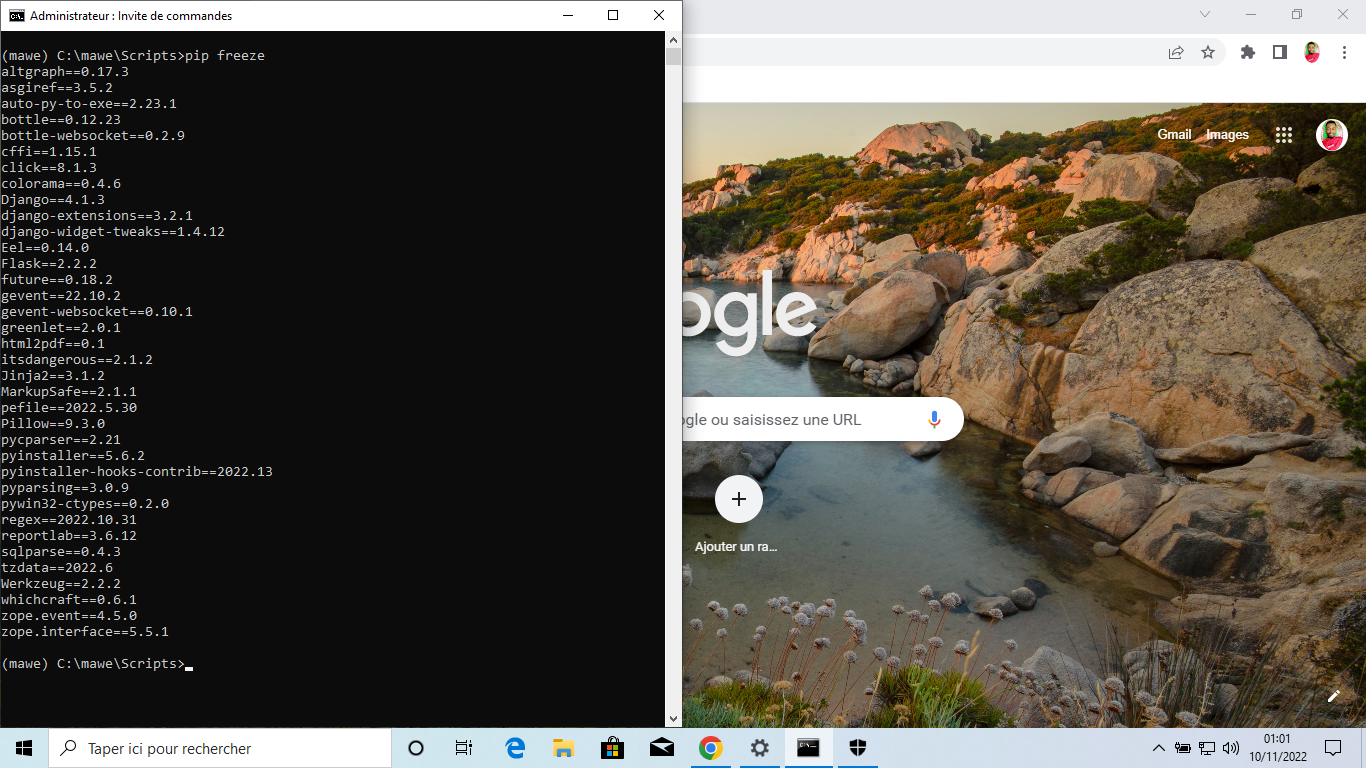 Administrateur : Invite de commandes
(mawe) C:\mawe\Scripts>pip freeze
altgraph==0.17.3
asgiref==3.5.2
auto-py-to-exe==2.23.1
bottle==0.12.23
bottle-websocket==0.2.9
cffi==1.15.1
click==8.1.3
colorama==0.4.6
Django==4.1.3
django-extensions==3.2.1
django-widget-tweaks==1.4.12
Eel==0.14.0
Flask==2.2.2
future==0.18.2
gevent==22.10.2
gevent-websocket==0.10.1
greenlet==2.0.1
html2pdf==0.1
itsdangerous==2.1.2
Jinja2==3.1.2
MarkupSafe==2.1.1
pefile==2022.5.30
Pillow==9.3.0
pycparser==2.21
pyinstaller==5.6.2
pyinstaller-hooks-contrib==2022.13
pyparsing==3.0.9
pywin32-ctypes==0.2.0
regex==2022.10.31
reportlab==3.6.12
sqlparse==0.4.3
tzdata==2022.6
Werkzeug==2.2.2
whichcraft==0.6.1
zope.event==4.5.0
zope.interface==5.5.1
(mawe) C:\mawe\Scripts>
Gmail Images
ogle
ogle ou saisissez une URL
Ajouter un ra...
Taper ici pour rechercher
01:01
10/11/2022